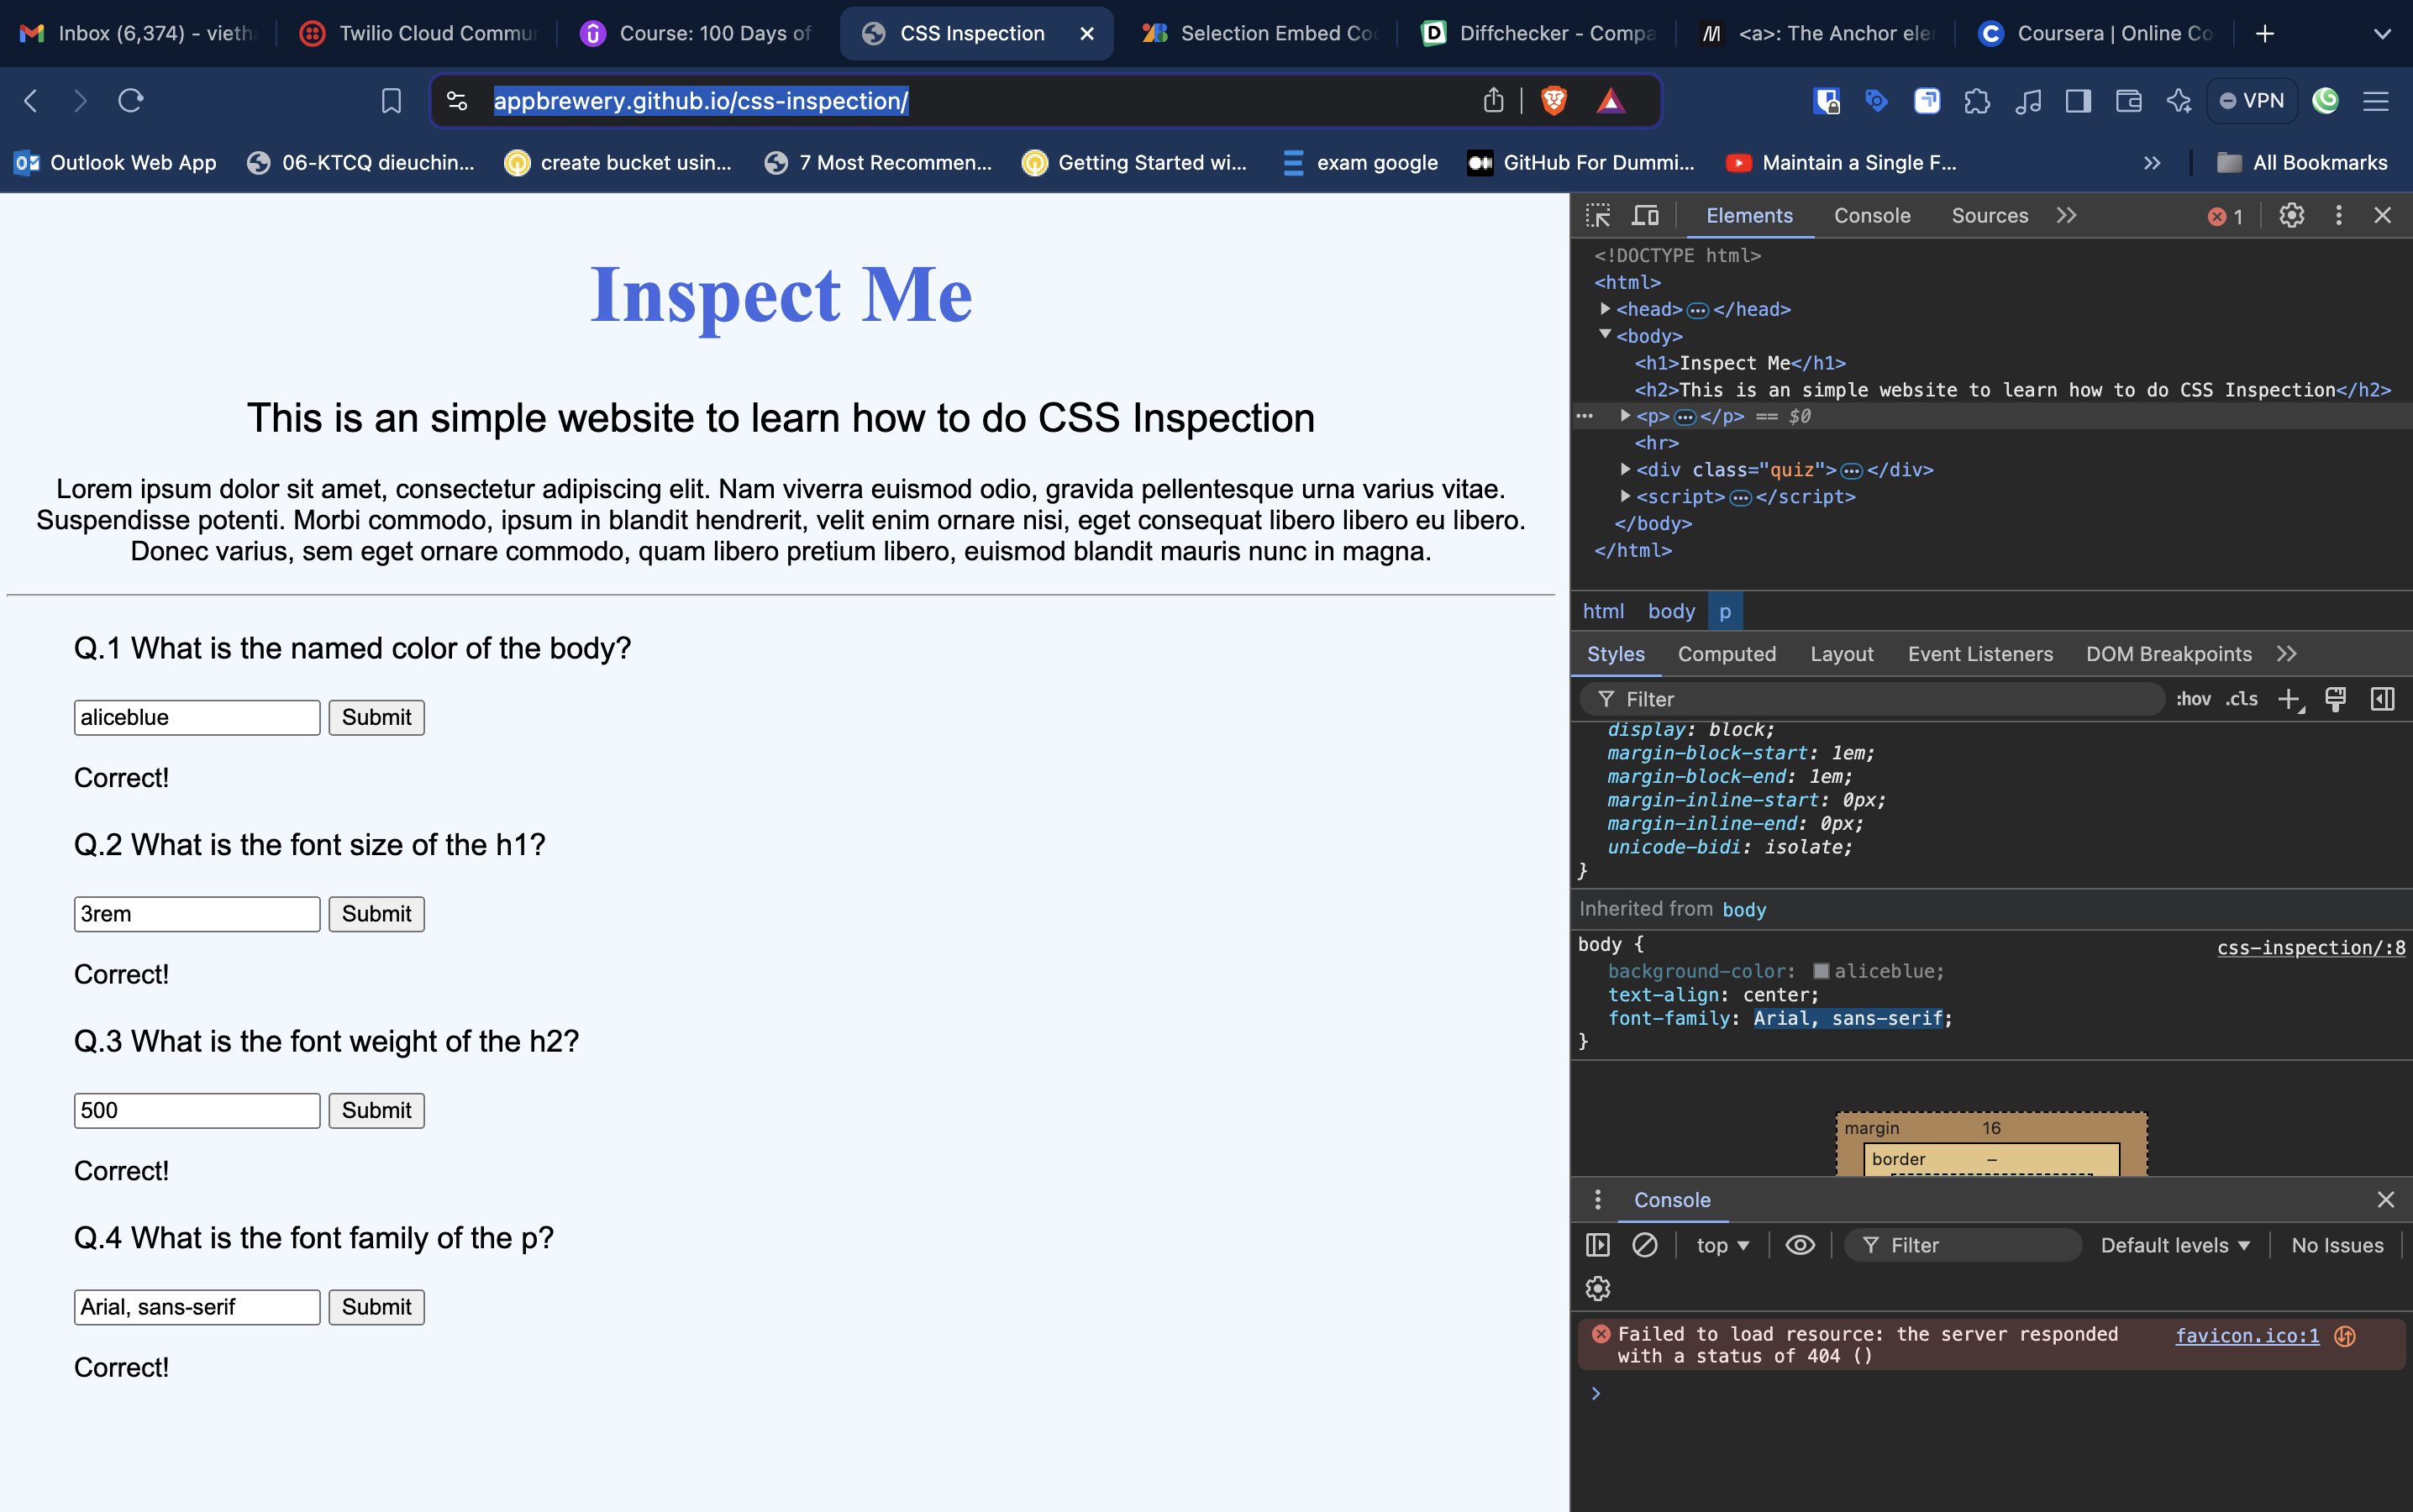 Inbox (6,374) - vieth
Twilio Cloud Commu
Course: 100 Days of
CSS Inspection
Selection Embed Co
Diffchecker - Compa
<a>: The Anchor ele
Coursera | Online Co
appbrewery.github.io/css-inspection/
VPN
Outlook Web App
06-KTCQ dieuchin...
create bucket usin...
7 Most Recommen...
Getting Started wi...
exam google
GitHub For Dummi...
Maintain a Single F...
All Bookmarks
Inspect Me
This is an simple website to learn how to do CSS Inspection
Lorem ipsum dolor sit amet, consectetur adipiscing elit. Nam viverra euismod odio, gravida pellentesque urna varius vitae.
Suspendisse potenti. Morbi commodo, ipsum in blandit hendrerit, velit enim ornare nisi, eget consequat libero libero eu libero.
Donec varius, sem eget ornare commodo, quam libero pretium libero, euismod blandit mauris nunc in magna.
Q.1 What is the named color of the body?
aliceblue Submit
Correct!
Q.2 What is the font size of the h1?
3rem Submit
Correct!
Q.3 What is the font weight of the h2?
500 Submit
Correct!
Q.4 What is the font family of the p?
Arial, sans-serif Submit
Correct!
Elements Console Sources 1
<!DOCTYPE html>
<html>
<head>…</head>
<body>
<h1>Inspect Me</h1>
<h2>This is an simple website to learn how to do CSS Inspection</h2>
<p>…</p> == $0
<hr>
<div class="quiz">…</div>
<script>…</script>
</body>
</html>
html body p
Styles Computed Layout Event Listeners DOM Breakpoints
Filter :hov .cls
display: block;
margin-block-start: 1em;
margin-block-end: 1em;
margin-inline-start: 0px;
margin-inline-end: 0px;
unicode-bidi: isolate;
}
Inherited from body
body { css-inspection/:8
background-color: aliceblue;
text-align: center;
font-family: Arial, sans-serif;
}
margin 16
border –
Console
top Filter Default levels No Issues
Failed to load resource: the server responded favicon.ico:1
with a status of 404 ()